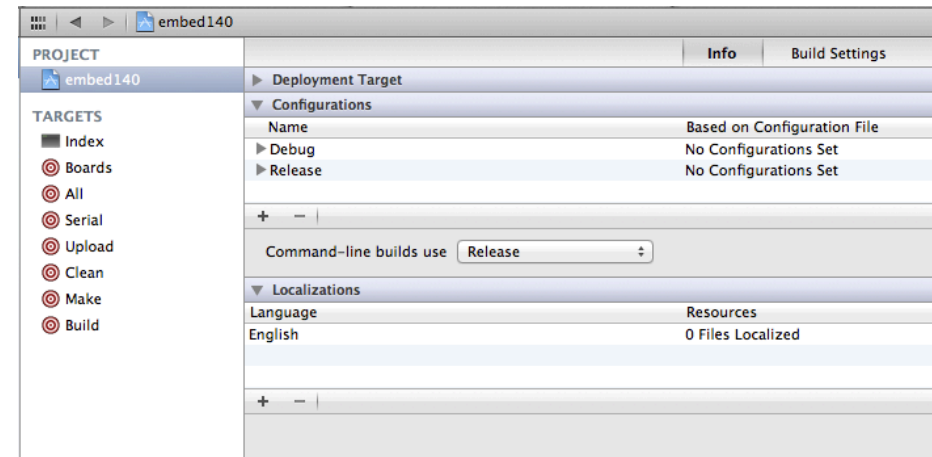 embed140
PROJECT
embed140
TARGETS
Index
Boards
All
Serial
Upload
Clean
Make
Build
Info Build Settings
Deployment Target
Configurations
Name Based on Configuration File
Debug No Configurations Set
Release No Configurations Set
+ −
Command-line builds use Release
Localizations
Language Resources
English 0 Files Localized
+ −